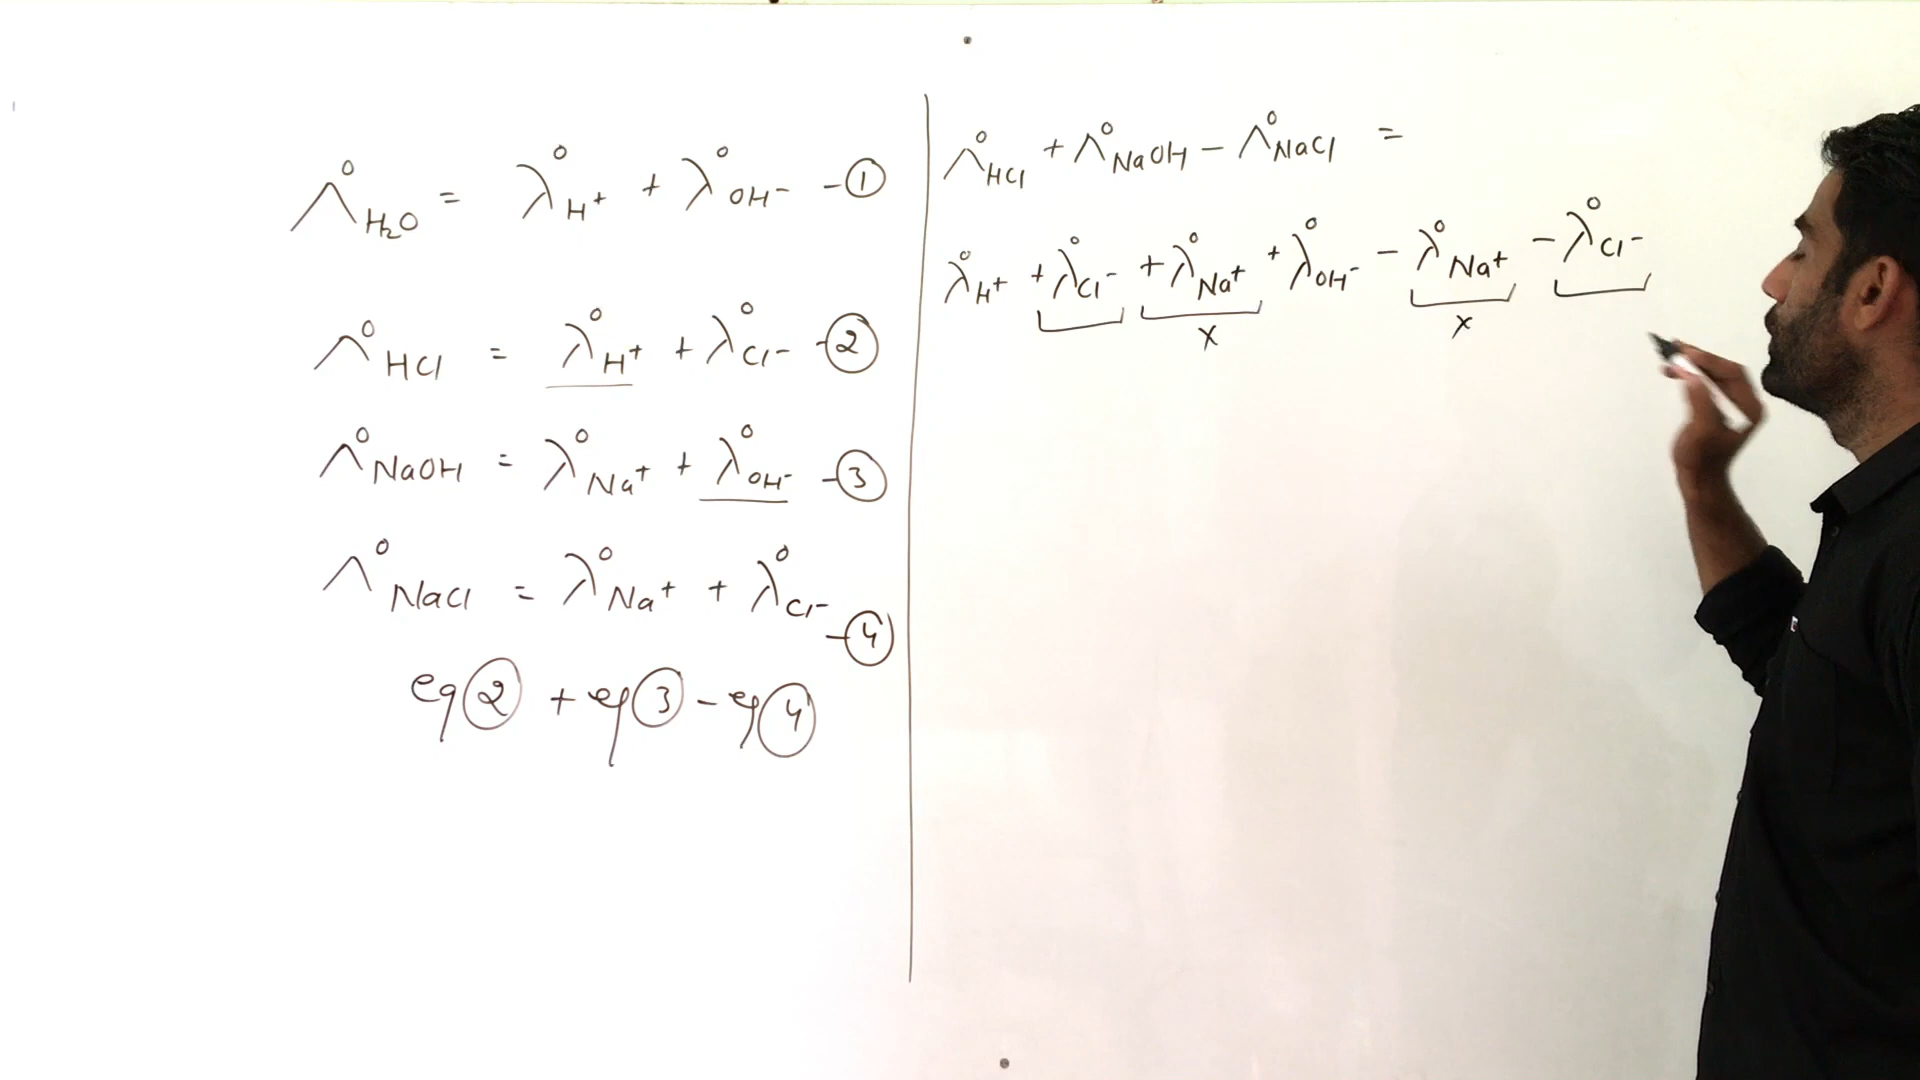 Λ°H₂O = λ°H⁺ + λ°OH⁻ -①
Λ°HCl = λ°H⁺ + λ°Cl⁻ -②
Λ°NaOH = λ°Na⁺ + λ°OH⁻ -③
Λ°NaCl = λ°Na⁺ + λ°Cl⁻ -④
eq② + eq③ - eq④
Λ°HCl + Λ°NaOH - Λ°NaCl =
λ°H⁺ + λ°Cl⁻ + λ°Na⁺ + λ°OH⁻ - λ°Na⁺ - λ°Cl⁻
x x